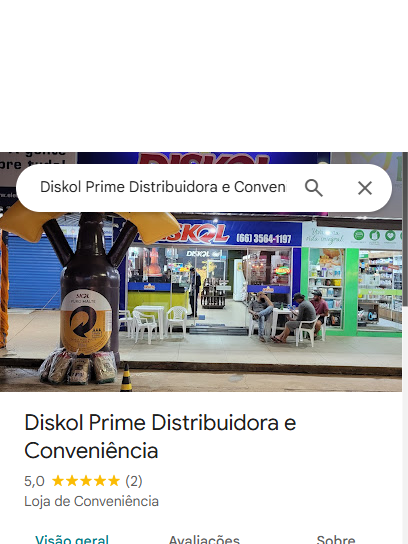 Diskol Prime Distribuidora e Conven
DISKOL
DISKOL (66) 3564-1197
DISKOL
SKOL
Diskol Prime Distribuidora e
Conveniência
5,0 (2)
Loja de Conveniência
Visão geral Avaliações Sobre